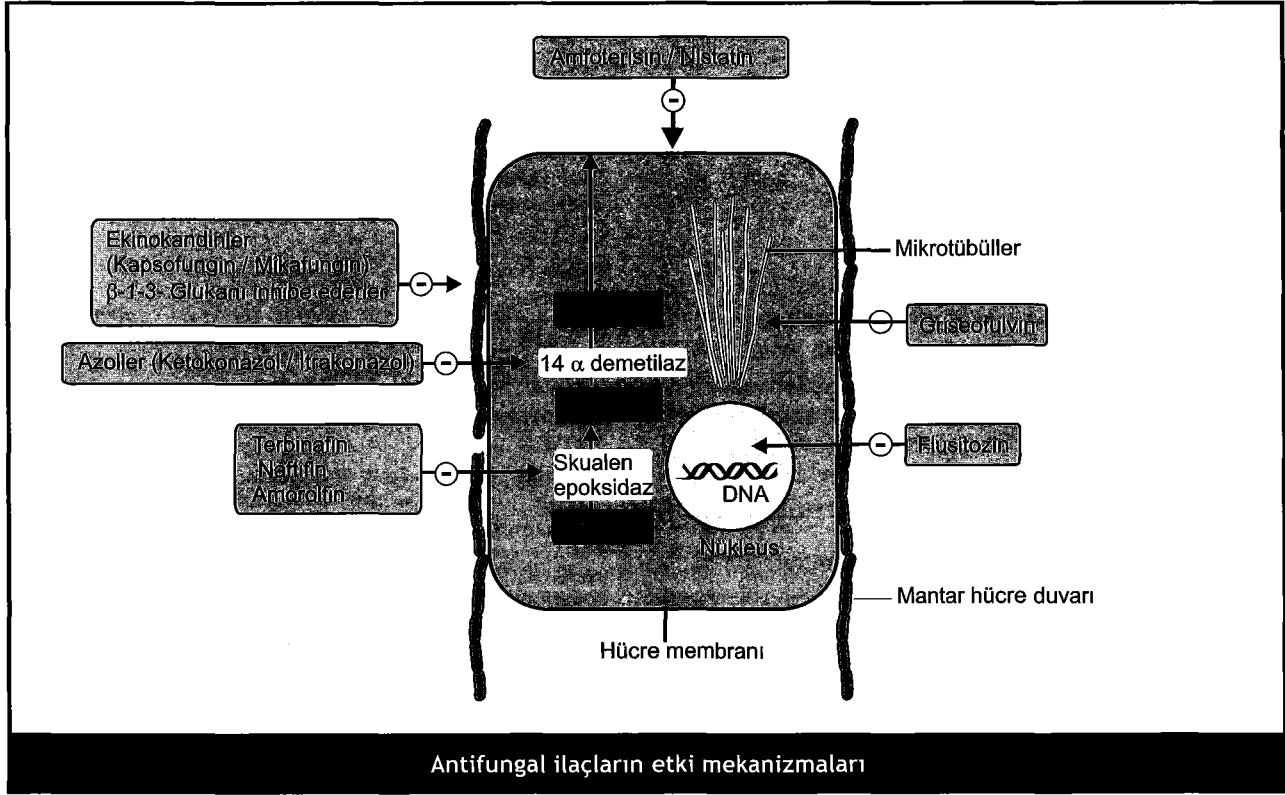 Amfoterisin / Nistatin
Ekinokandinler
(Kapsofungin / Mikafungin)
β-1-3- Glukanı inhibe ederler
Mikrotübüller
Griseofulvin
Azoller (Ketokonazol / Itrakonazol)
14 α demetilaz
Terbinafin
Naftifin
Amorolfin
Skualen
epoksidaz
Flusitozin
DNA
Nükleus
Mantar hücre duvarı
Hücre membranı
Antifungal ilaçların etki mekanizmaları